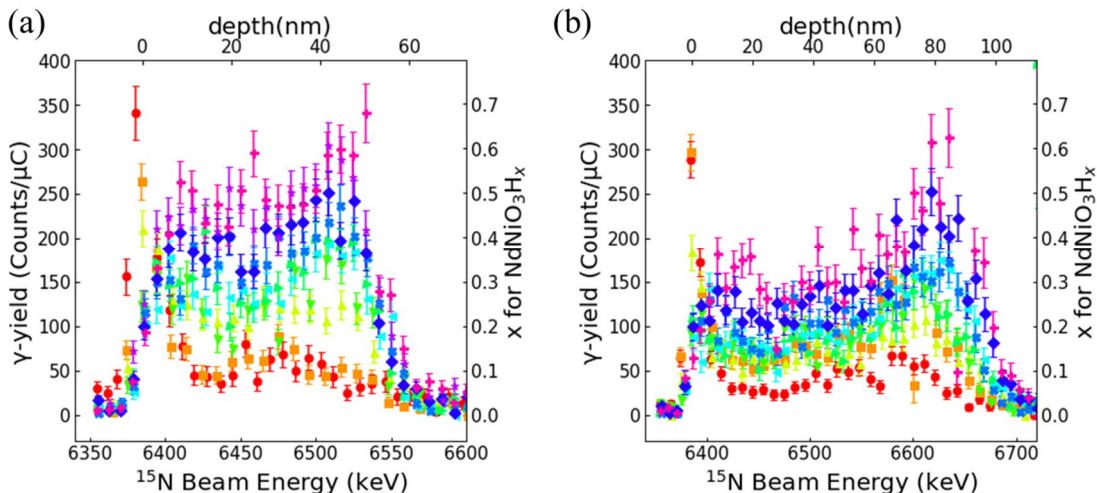 (a)
depth(nm)
0 20 40 60
400
350
300
250
200
150
100
50
0
γ-yield (Counts/μC)
0.7
0.6
0.5
0.4
0.3
0.2
0.1
0.0
x for NdNiO₃Hₓ
6350 6400 6450 6500 6550 6600
¹⁵N Beam Energy (keV)
(b)
depth(nm)
0 20 40 60 80 100
400
350
300
250
200
150
100
50
0
γ-yield (Counts/μC)
0.7
0.6
0.5
0.4
0.3
0.2
0.1
0.0
x for NdNiO₃Hₓ
6400 6500 6600 6700
¹⁵N Beam Energy (keV)